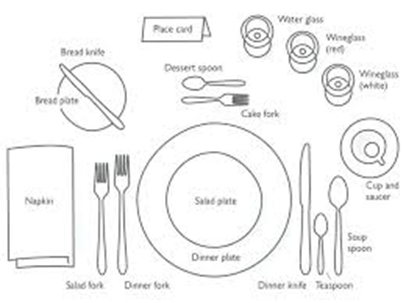 Place card
Water glass
Wineglass
(red)
Bread knife
Dessert spoon
Wineglass
(white)
Bread plate
Cake fork
Cup and
saucer
Napkin
Salad plate
Soup
spoon
Dinner plate
Salad fork
Dinner fork
Dinner knife
Teaspoon